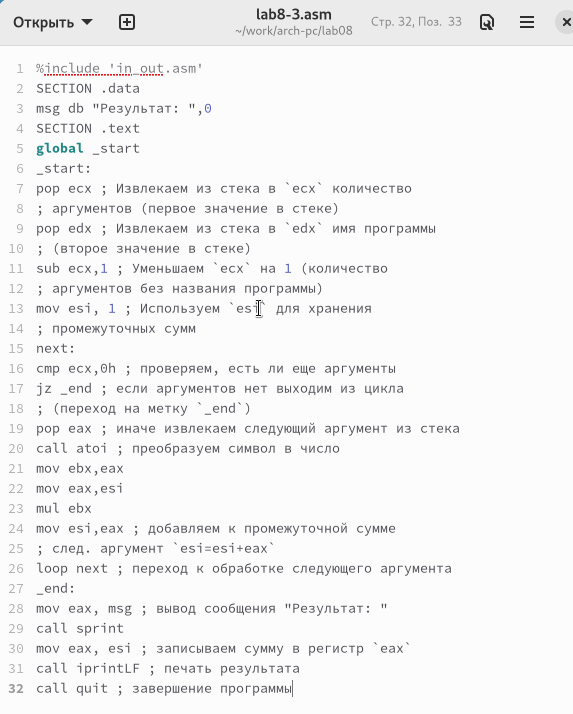 Открыть
lab8-3.asm
~/work/arch-pc/lab08
Стр. 32, Поз. 33
1 %include 'in_out.asm'
2 SECTION .data
3 msg db "Результат: ",0
4 SECTION .text
5 global _start
6 _start:
7 pop ecx ; Извлекаем из стека в `ecx` количество
8 ; аргументов (первое значение в стеке)
9 pop edx ; Извлекаем из стека в `edx` имя программы
10 ; (второе значение в стеке)
11 sub ecx,1 ; Уменьшаем `ecx` на 1 (количество
12 ; аргументов без названия программы)
13 mov esi, 1 ; Используем `esi` для хранения
14 ; промежуточных сумм
15 next:
16 cmp ecx,0h ; проверяем, есть ли еще аргументы
17 jz _end ; если аргументов нет выходим из цикла
18 ; (переход на метку `_end`)
19 pop eax ; иначе извлекаем следующий аргумент из стека
20 call atoi ; преобразуем символ в число
21 mov ebx,eax
22 mov eax,esi
23 mul ebx
24 mov esi,eax ; добавляем к промежуточной сумме
25 ; след. аргумент `esi=esi+eax`
26 loop next ; переход к обработке следующего аргумента
27 _end:
28 mov eax, msg ; вывод сообщения "Результат: "
29 call sprint
30 mov eax, esi ; записываем сумму в регистр `eax`
31 call iprintLF ; печать результата
32 call quit ; завершение программы